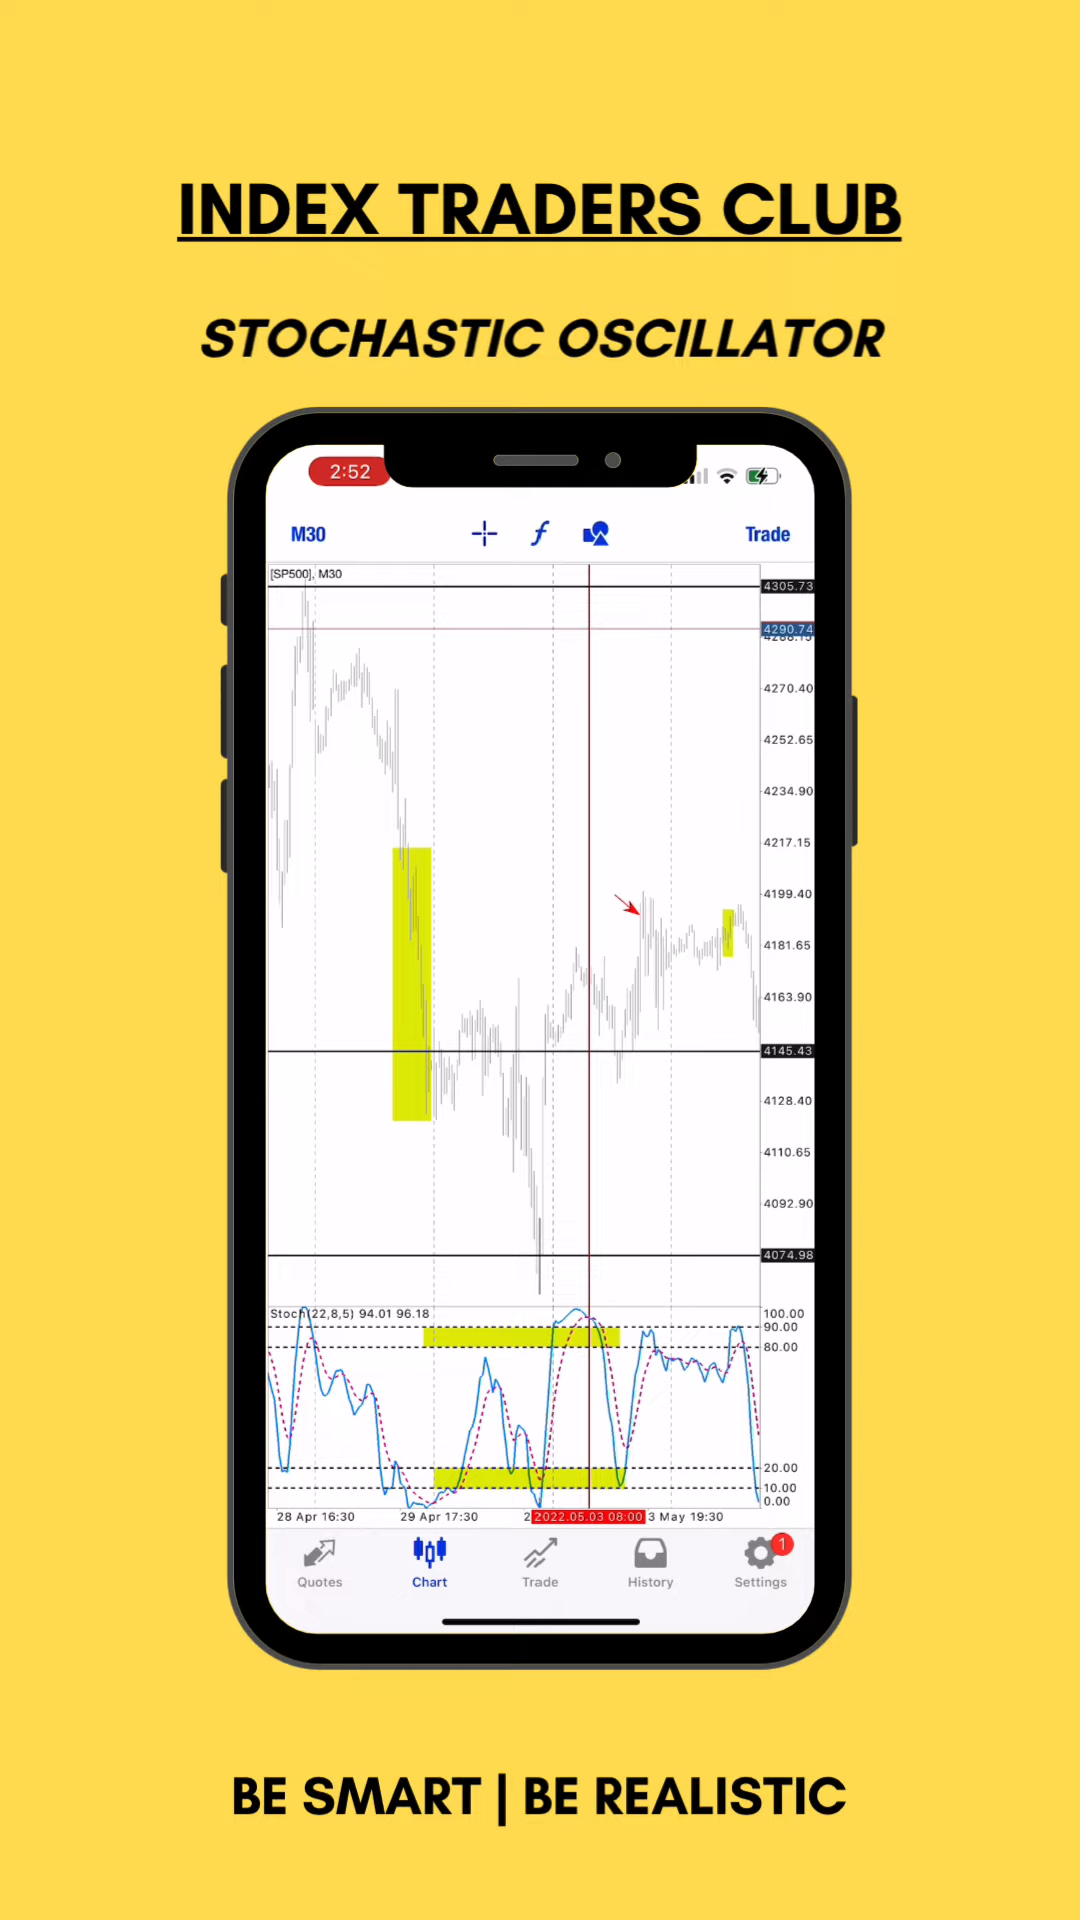 INDEX TRADERS CLUB
STOCHASTIC OSCILLATOR
2:52
M30
Trade
[SP500], M30
4305.73
4290.74
4270.40
4252.65
4234.90
4217.15
4199.40
4181.65
4163.90
4145.43
4128.40
4110.65
4092.90
4074.98
Stoch(22,8,5) 94.01 96.18
100.00
90.00
80.00
20.00
10.00
0.00
28 Apr 16:30
29 Apr 17:30
2
2022.05.03 08:00
3 May 19:30
1
Quotes
Chart
Trade
History
Settings
BE SMART | BE REALISTIC